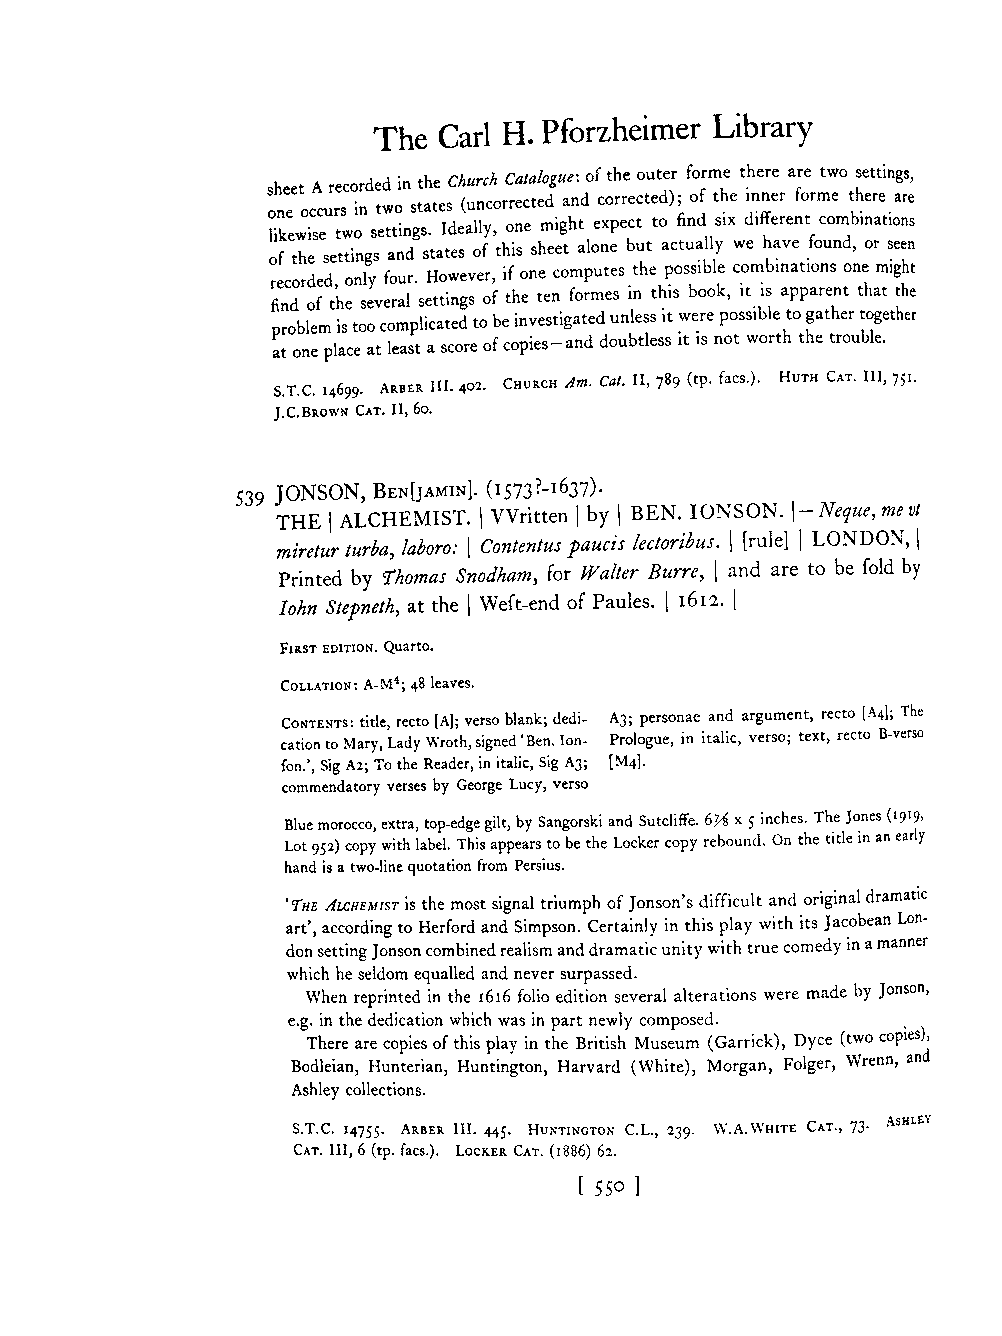 The Carl H. Pforzheimer Library
sheet A recorded in the Church Catalogue: of the outer forme there are two settings,
one occurs in two states (uncorrected and corrected); of the inner forme there are
likewise two settings. Ideally, one might expect to find six different combinations
of the settings and states of this sheet alone but actually we have found, or seen
recorded, only four. However, if one computes the possible combinations one might
find of the several settings of the ten formes in this book, it is apparent that the
problem is too complicated to be investigated unless it were possible to gather together
at one place at least a score of copies—and doubtless it is not worth the trouble.
S.T.C. 14699. ARBER III. 402. CHURCH Am. Cat. II, 789 (tp. facs.). HUTH CAT. III, 751.
J.C.BROWN CAT. II, 60.
539 JONSON, BEN[JAMIN]. (1573?-1637).
THE | ALCHEMIST. | VVritten | by | BEN. IONSON. |— Neque, me vt
miretur turba, laboro: | Contentus paucis lectoribus. | [rule] | LONDON, |
Printed by Thomas Snodham, for Walter Burre, | and are to be ſold by
Iohn Stepneth, at the | Weſt-end of Paules. | 1612. |
FIRST EDITION. Quarto.
COLLATION: A-M⁴; 48 leaves.
CONTENTS: title, recto [A]; verso blank; dedi-
cation to Mary, Lady Wroth, signed 'Ben. Ion-
ſon.', Sig A2; To the Reader, in italic, Sig A3;
commendatory verses by George Lucy, verso
A3; personae and argument, recto [A4]; The
Prologue, in italic, verso; text, recto B-verso
[M4].
Blue morocco, extra, top-edge gilt, by Sangorski and Sutcliffe. 6⅞ x 5 inches. The Jones (1919,
Lot 952) copy with label. This appears to be the Locker copy rebound. On the title in an early
hand is a two-line quotation from Persius.
'THE ALCHEMIST is the most signal triumph of Jonson's difficult and original dramatic
art', according to Herford and Simpson. Certainly in this play with its Jacobean Lon-
don setting Jonson combined realism and dramatic unity with true comedy in a manner
which he seldom equalled and never surpassed.
When reprinted in the 1616 folio edition several alterations were made by Jonson,
e.g. in the dedication which was in part newly composed.
There are copies of this play in the British Museum (Garrick), Dyce (two copies),
Bodleian, Hunterian, Huntington, Harvard (White), Morgan, Folger, Wrenn, and
Ashley collections.
S.T.C. 14755. ARBER III. 445. HUNTINGTON C.L., 239. W.A.WHITE CAT., 73. ASHLEY
CAT. III, 6 (tp. facs.). LOCKER CAT. (1886) 62.
[ 550 ]